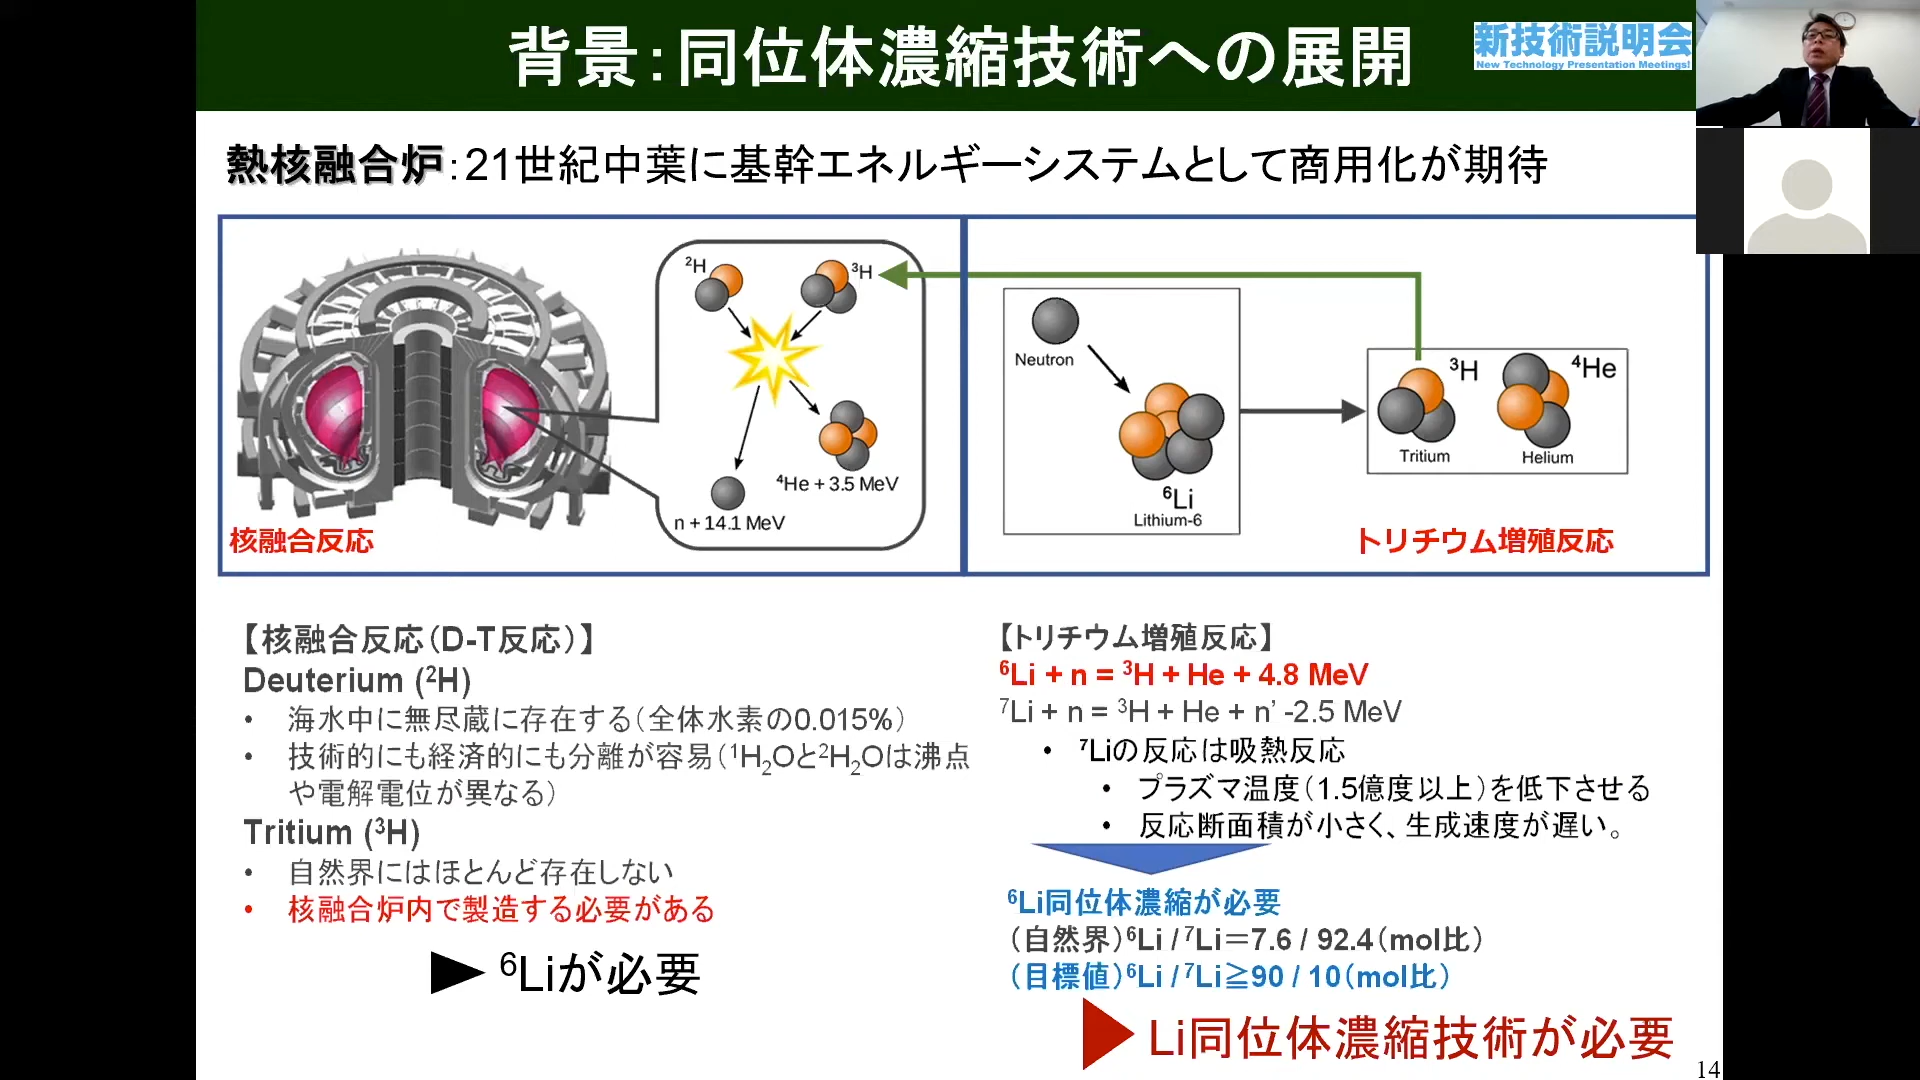 背景：同位体濃縮技術への展開
新技術説明会
New Technology Presentation Meetings!
熱核融合炉：21世紀中葉に基幹エネルギーシステムとして商用化が期待
²H
³H
⁴He + 3.5 MeV
n + 14.1 MeV
核融合反応
Neutron
⁶Li
Lithium-6
³H
Tritium
⁴He
Helium
トリチウム増殖反応
【核融合反応（D-T反応）】
Deuterium (²H)
• 海水中に無尽蔵に存在する（全体水素の0.015%）
• 技術的にも経済的にも分離が容易（¹H₂Oと²H₂Oは沸点
や電解電位が異なる）
Tritium (³H)
• 自然界にはほとんど存在しない
• 核融合炉内で製造する必要がある
▶ ⁶Liが必要
【トリチウム増殖反応】
⁶Li + n = ³H + He + 4.8 MeV
⁷Li + n = ³H + He + n’ -2.5 MeV
• ⁷Liの反応は吸熱反応
• プラズマ温度（1.5億度以上）を低下させる
• 反応断面積が小さく、生成速度が遅い。
⁶Li同位体濃縮が必要
（自然界）⁶Li / ⁷Li＝7.6 / 92.4（mol比）
（目標値）⁶Li / ⁷Li≧90 / 10（mol比）
▶ Li同位体濃縮技術が必要
14